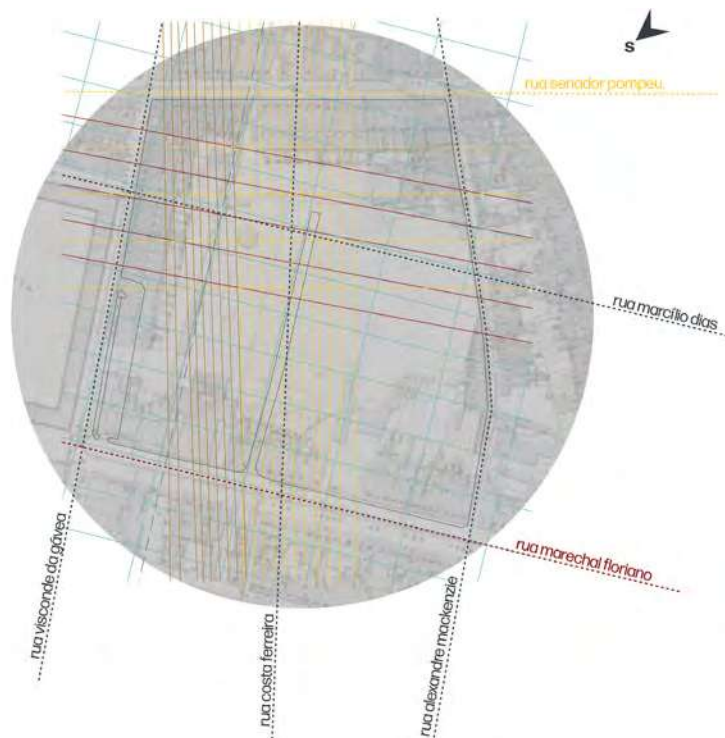 s
rua senador pompeu
rua marcílio dias
rua marechal floriano
rua visconde da gávea
rua costa ferreira
rua alexandre mackenzie